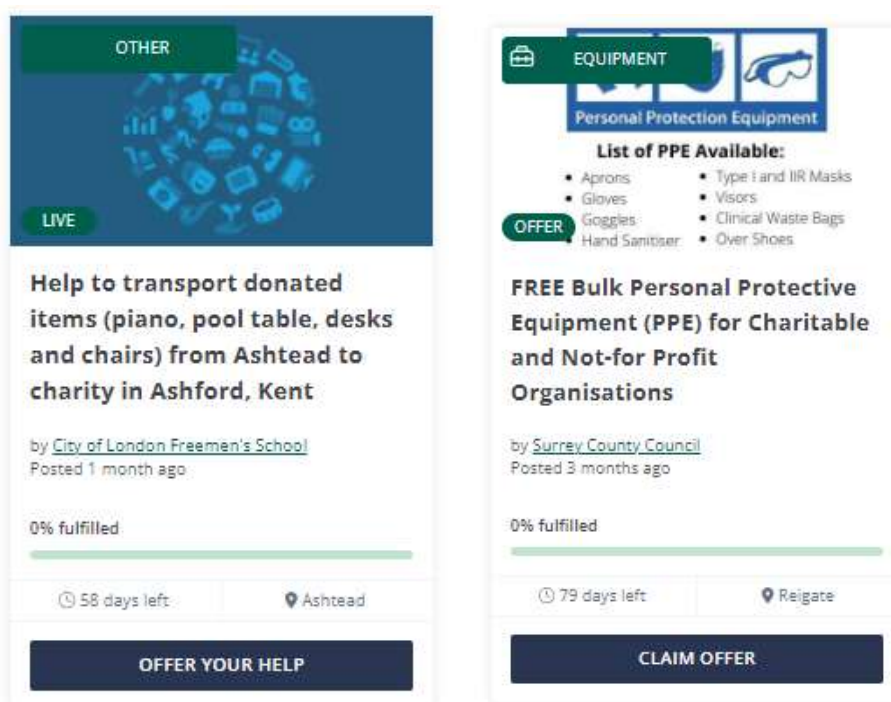 OTHER
LIVE
Help to transport donated
items (piano, pool table, desks
and chairs) from Ashtead to
charity in Ashford, Kent
by City of London Freemen's School
Posted 1 month ago
0% fulfilled
58 days left
Ashtead
OFFER YOUR HELP
EQUIPMENT
Personal Protection Equipment
List of PPE Available:
• Aprons
• Gloves
Goggles
• Hand Sanitiser
• Type I and IIR Masks
• Visors
• Clinical Waste Bags
• Over Shoes
OFFER
FREE Bulk Personal Protective
Equipment (PPE) for Charitable
and Not-for Profit
Organisations
by Surrey County Council
Posted 3 months ago
0% fulfilled
79 days left
Reigate
CLAIM OFFER